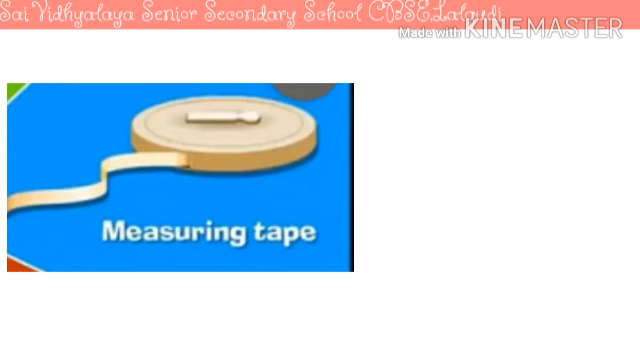 Sai Vidhyalaya Senior Secondary School CBSE,Lalgudi
Made with KINEMASTER
Measuring tape